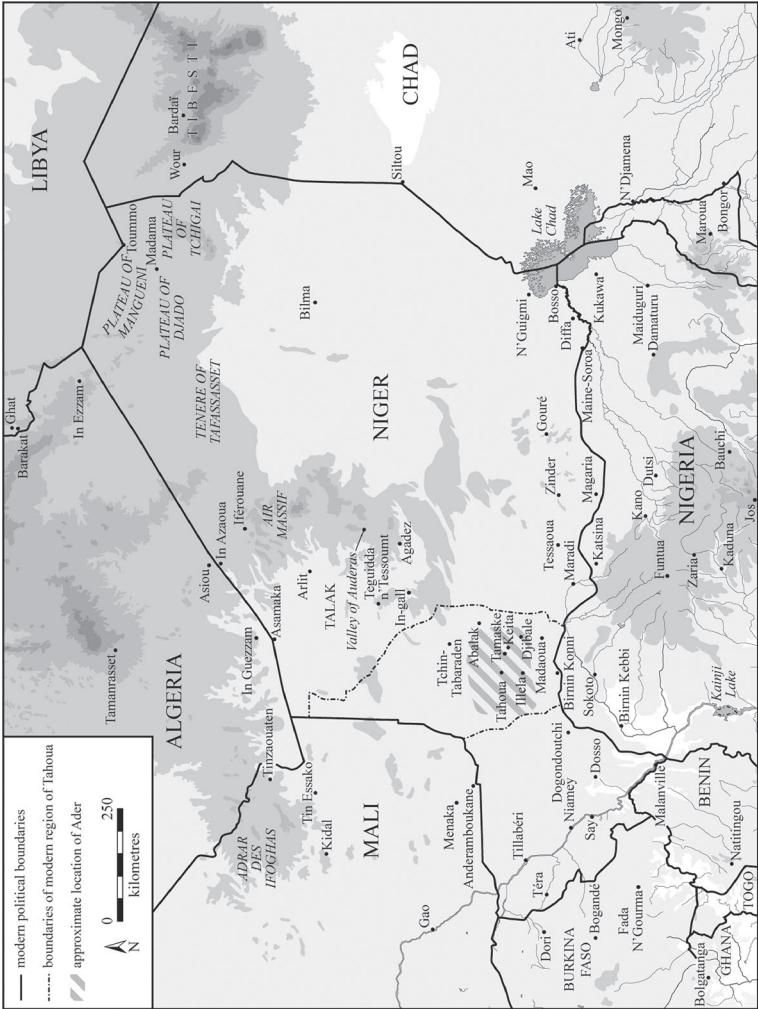 modern political boundaries
boundaries of modern region of Tahoua
approximate location of Ader
0
250
kilometres
N
LIBYA
Ghat
Barakat
In Ezzam
Tamanrasset
ALGERIA
Toummo
PLATEAU OF
MANGUENI
Madama
PLATEAU
OF
TCHIGAI
PLATEAU OF
DJADO
Wour
Bardaï
TIBESTI
TENERE OF
TAFASSASSET
In Azaoua
Asiou
Iférouane
AIR
MASSIF
In Guezzam
Asamaka
Arlit
TALAK
Tinzaouaten
Tin Essako
ADRAR
DES
IFOGHAS
Kidal
MALI
Bilma
NIGER
CHAD
Siltou
Valley of Auderas
Teguidda
n'Tessoumt
In-gall
Agadez
Tchin-
Tabaraden
Abalak
Tamaske
Keita
Tahoua
Illela
Djibale
Madaoua
Birnin Konni
Menaka
Anderamboukane
Gao
Tillabéri
Téra
Niamey
Say
Dogondoutchi
Dosso
Dori
BURKINA
FASO
Bogandé
Fada
N'Gourma
Malanville
BENIN
Natitingou
TOGO
GHANA
Bolgatanga
Mao
Lake
Chad
N'Guigmi
Bosso
Diffa
Kukawa
Maine-Soroa
Gouré
Zinder
Tessaoua
Maradi
Magaria
Katsina
Maiduguri
Damaturu
N'Djamena
Maroua
Bongor
Ati
Mongo
Kano
Dutsi
NIGERIA
Funtua
Zaria
Kaduna
Bauchi
Jos
Sokoto
Birnin Kebbi
Kainji
Lake